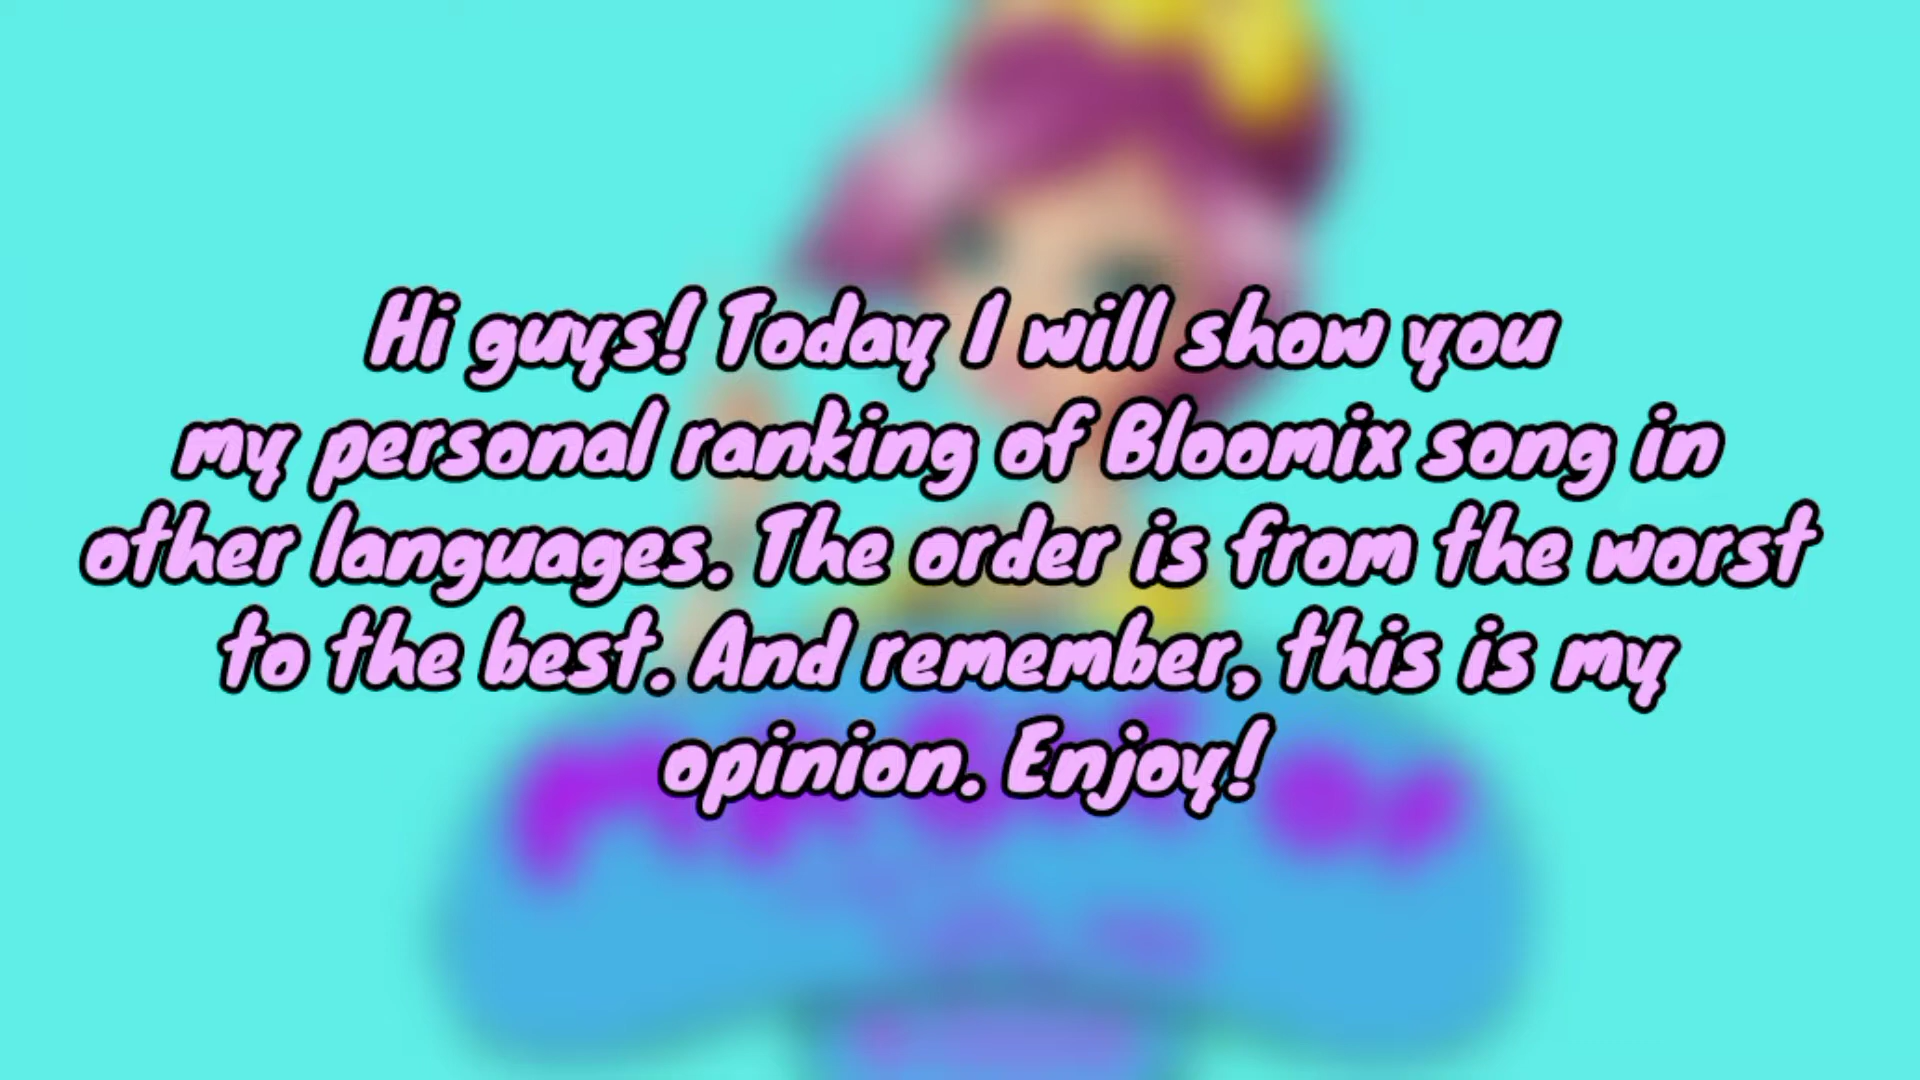 Hi guys! Today I will show you
my personal ranking of Bloomix song in
other languages. The order is from the worst
to the best. And remember, this is my
opinion. Enjoy!